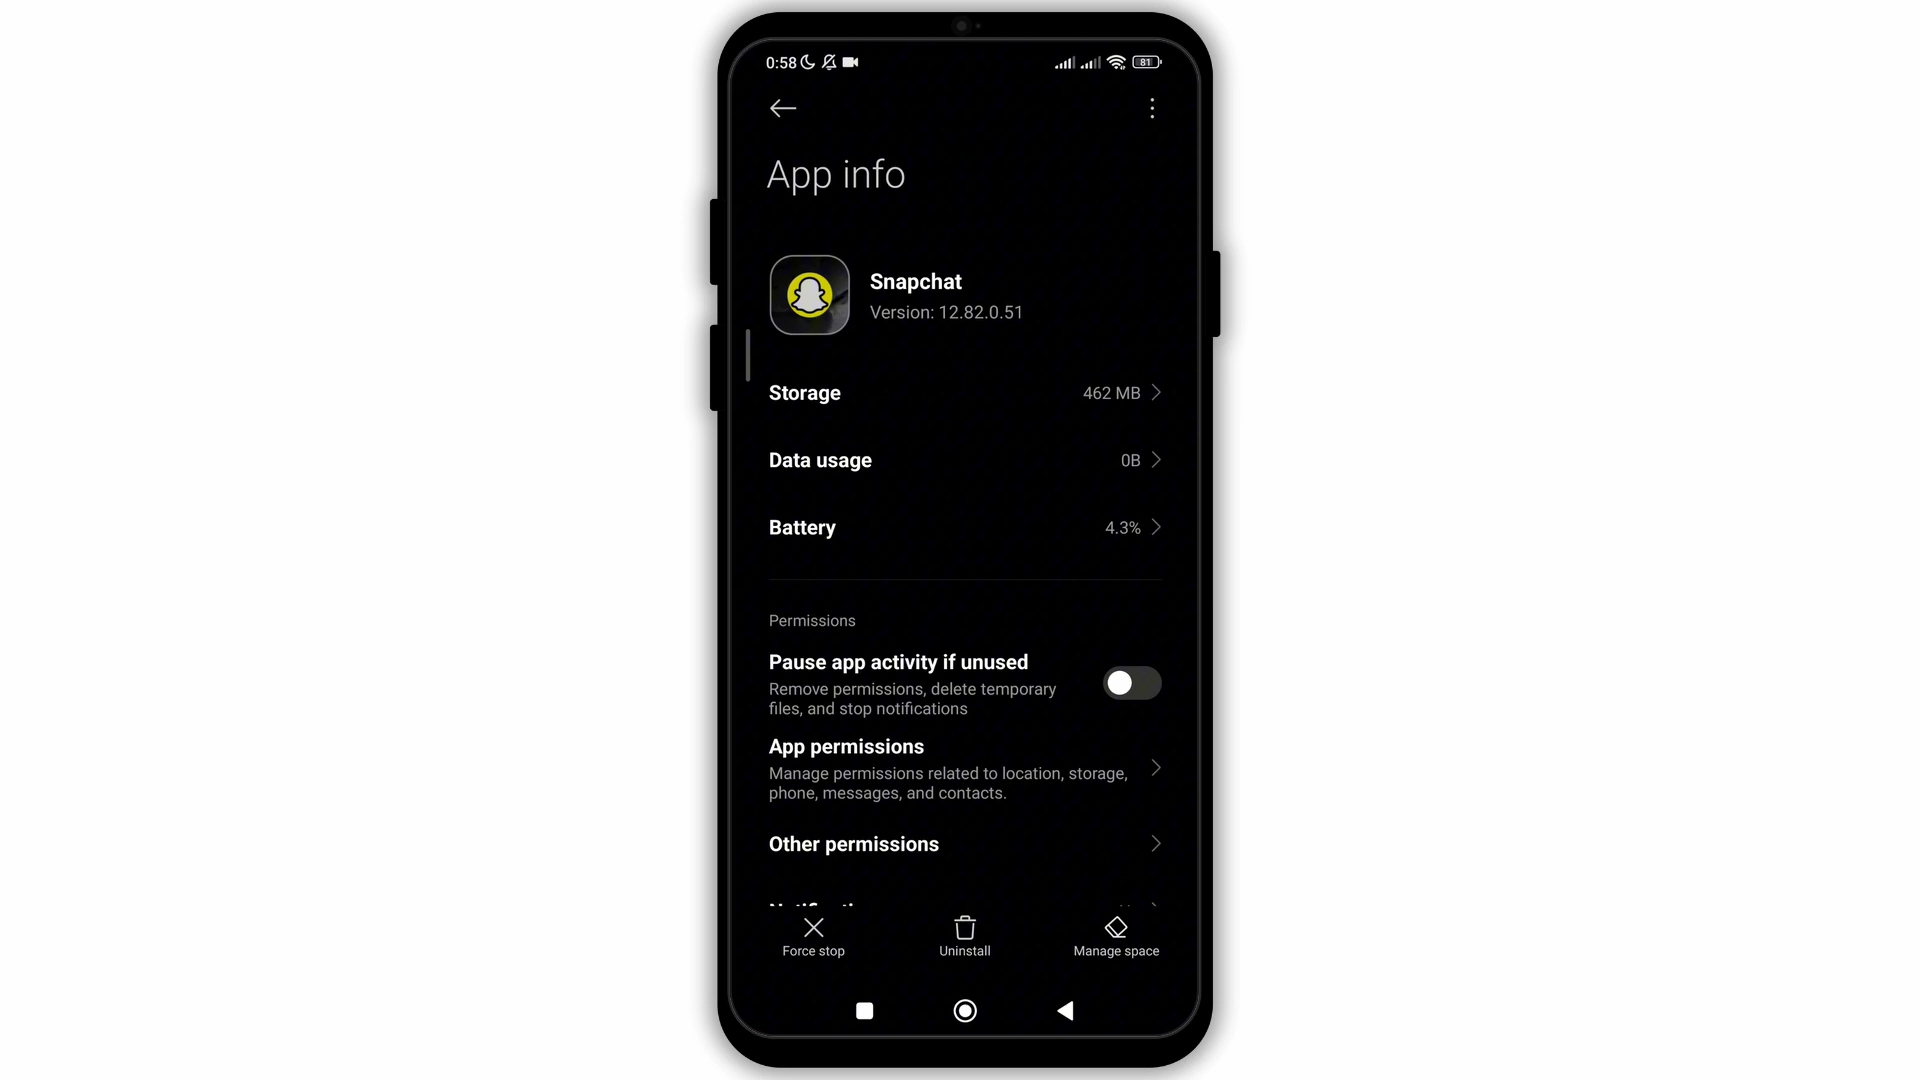 0:58
81
App info
Snapchat
Version: 12.82.0.51
Storage
462 MB
Data usage
0B
Battery
4.3%
Permissions
Pause app activity if unused
Remove permissions, delete temporary
files, and stop notifications
App permissions
Manage permissions related to location, storage,
phone, messages, and contacts.
Other permissions
Force stop
Uninstall
Manage space